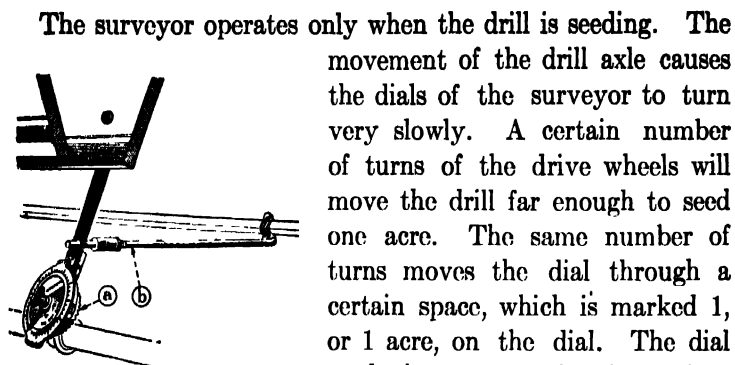 The surveyor operates only when the drill is seeding. The
movement of the drill axle causes
the dials of the surveyor to turn
very slowly. A certain number
of turns of the drive wheels will
move the drill far enough to seed
one acre. The same number of
turns moves the dial through a
certain space, which is marked 1,
or 1 acre, on the dial. The dial
a b